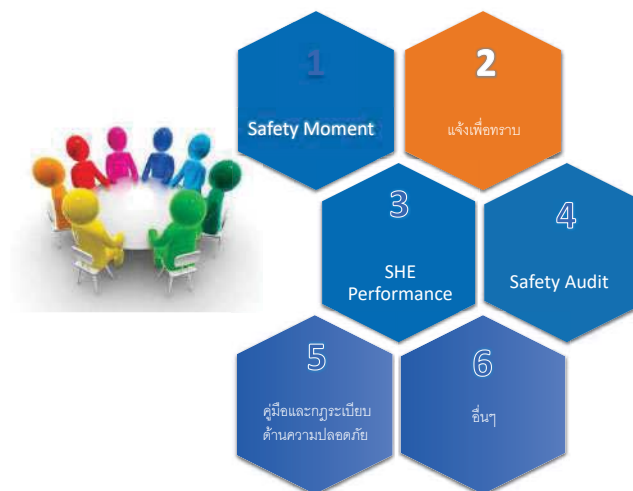 1
Safety Moment
2
แจ้งเพื่อทราบ
3
SHE
Performance
4
Safety Audit
5
คู่มือและกฎระเบียบ
ด้านความปลอดภัย
6
อื่นๆ